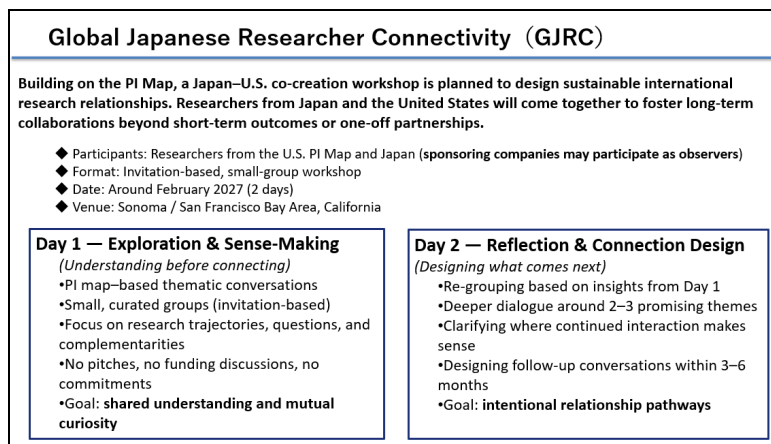 Global Japanese Researcher Connectivity（GJRC）
Building on the PI Map, a Japan–U.S. co-creation workshop is planned to design sustainable international
research relationships. Researchers from Japan and the United States will come together to foster long-term
collaborations beyond short-term outcomes or one-off partnerships.
◆ Participants: Researchers from the U.S. PI Map and Japan (sponsoring companies may participate as observers)
◆ Format: Invitation-based, small-group workshop
◆ Date: Around February 2027 (2 days)
◆ Venue: Sonoma / San Francisco Bay Area, California
Day 1 — Exploration & Sense-Making
(Understanding before connecting)
•PI map–based thematic conversations
•Small, curated groups (invitation-based)
•Focus on research trajectories, questions, and
complementarities
•No pitches, no funding discussions, no
commitments
•Goal: shared understanding and mutual
curiosity
Day 2 — Reflection & Connection Design
(Designing what comes next)
•Re-grouping based on insights from Day 1
•Deeper dialogue around 2–3 promising themes
•Clarifying where continued interaction makes
sense
•Designing follow-up conversations within 3–6
months
•Goal: intentional relationship pathways